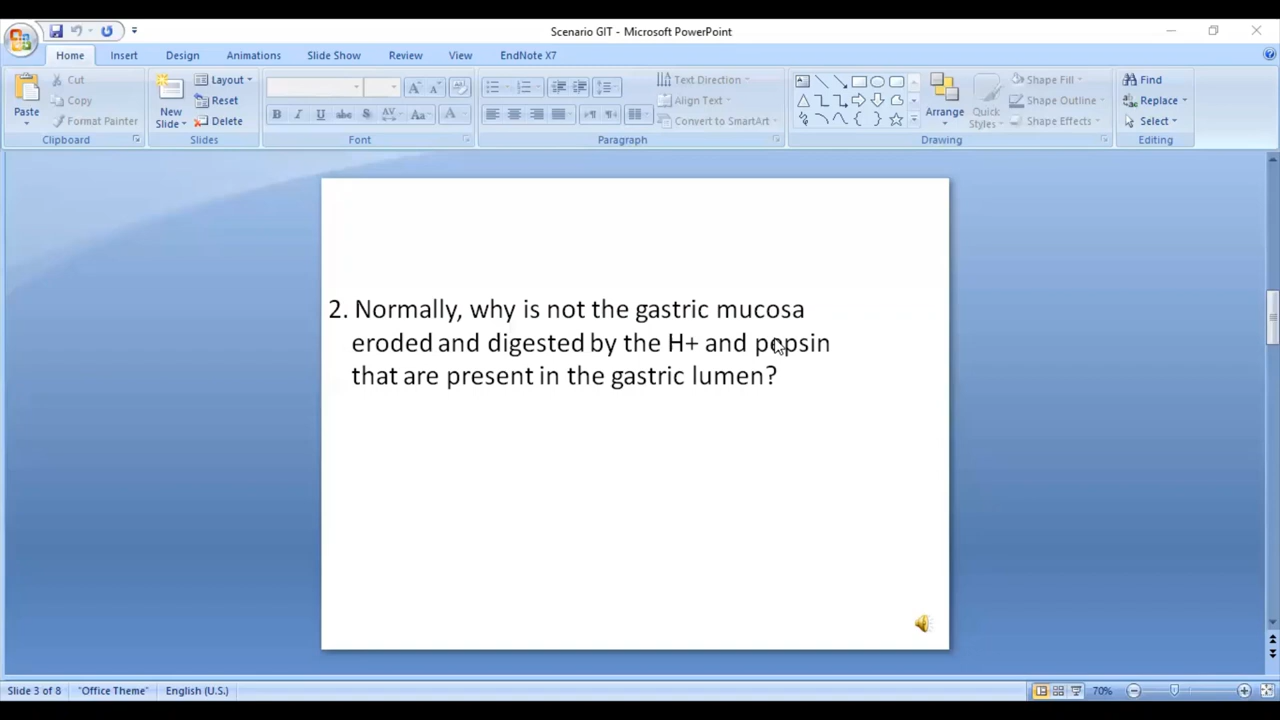 Scenario GIT - Microsoft PowerPoint
Home Insert Design Animations Slide Show Review View EndNote X7
Paste
Cut
Copy
Format Painter
Clipboard
New
Slide
Layout
Reset
Delete
Slides
B I U abc S AV Aa A
Font
Text Direction
Align Text
Convert to SmartArt
Paragraph
Arrange
Quick
Styles
Shape Fill
Shape Outline
Shape Effects
Drawing
Find
Replace
Select
Editing
2. Normally, why is not the gastric mucosa
eroded and digested by the H+ and pepsin
that are present in the gastric lumen?
Slide 3 of 8 "Office Theme" English (U.S.) 70%